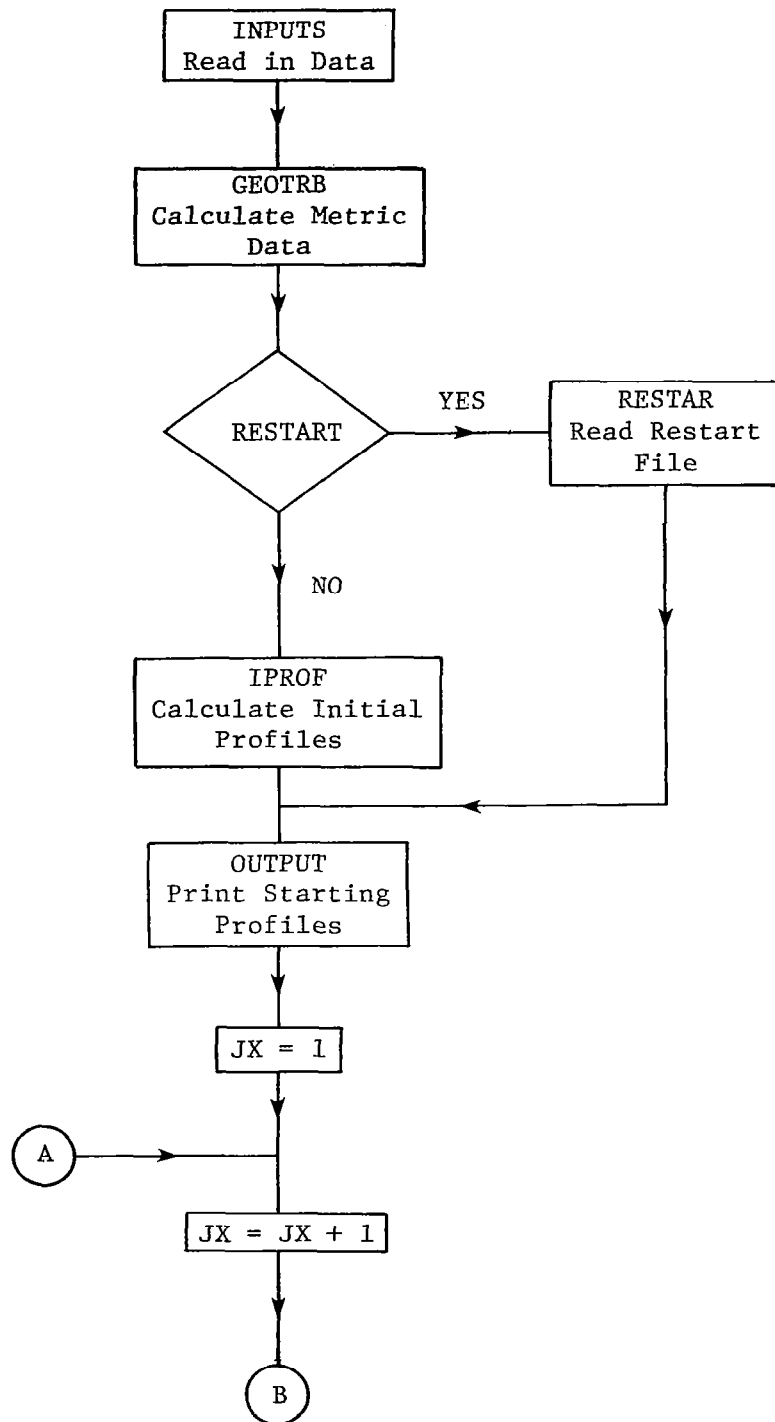 INPUTS
Read in Data
GEOTRB
Calculate Metric
Data
RESTART
YES
RESTAR
Read Restart
File
NO
IPROF
Calculate Initial
Profiles
OUTPUT
Print Starting
Profiles
JX = 1
A
JX = JX + 1
B